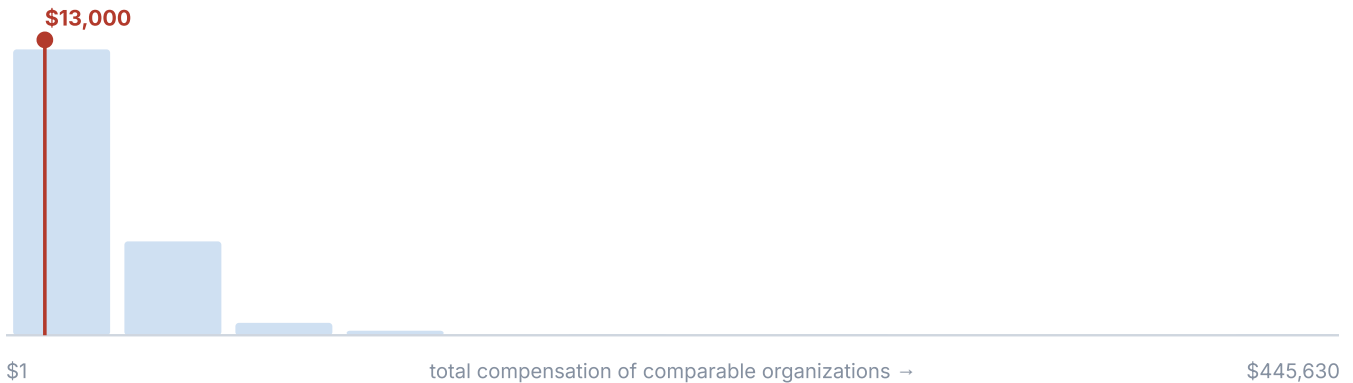 $13,000
$1 total compensation of comparable organizations → $445,630